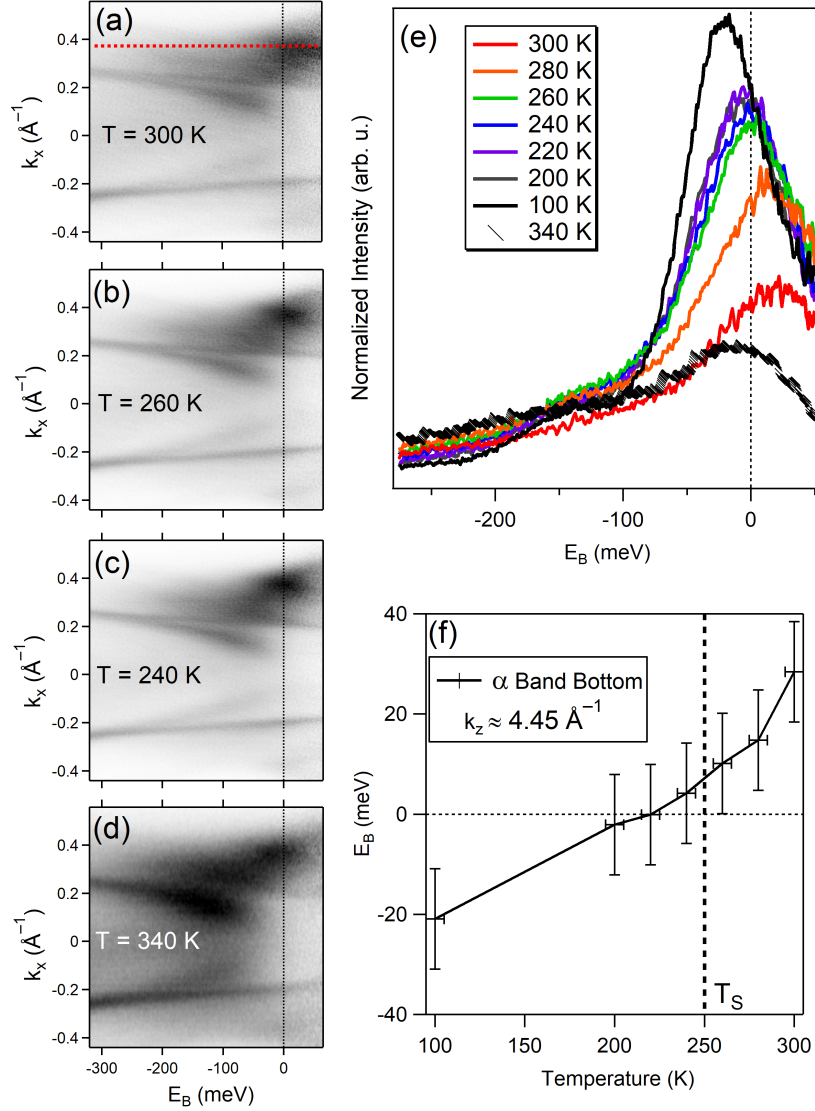 (a)
0.4
0.2
0
-0.2
-0.4
kx (Å⁻¹)
T = 300 K
(b)
0.4
0.2
0
-0.2
-0.4
kx (Å⁻¹)
T = 260 K
(c)
0.4
0.2
0
-0.2
-0.4
kx (Å⁻¹)
T = 240 K
(d)
0.4
0.2
0
-0.2
-0.4
kx (Å⁻¹)
T = 340 K
-300 -200 -100 0
EB (meV)
(e)
300 K
280 K
260 K
240 K
220 K
200 K
100 K
340 K
Normalized Intensity (arb. u.)
-200 -100 0
EB (meV)
(f)
α Band Bottom
kz ≈ 4.45 Å⁻¹
40
20
0
-20
-40
EB (meV)
TS
100 150 200 250 300
Temperature (K)